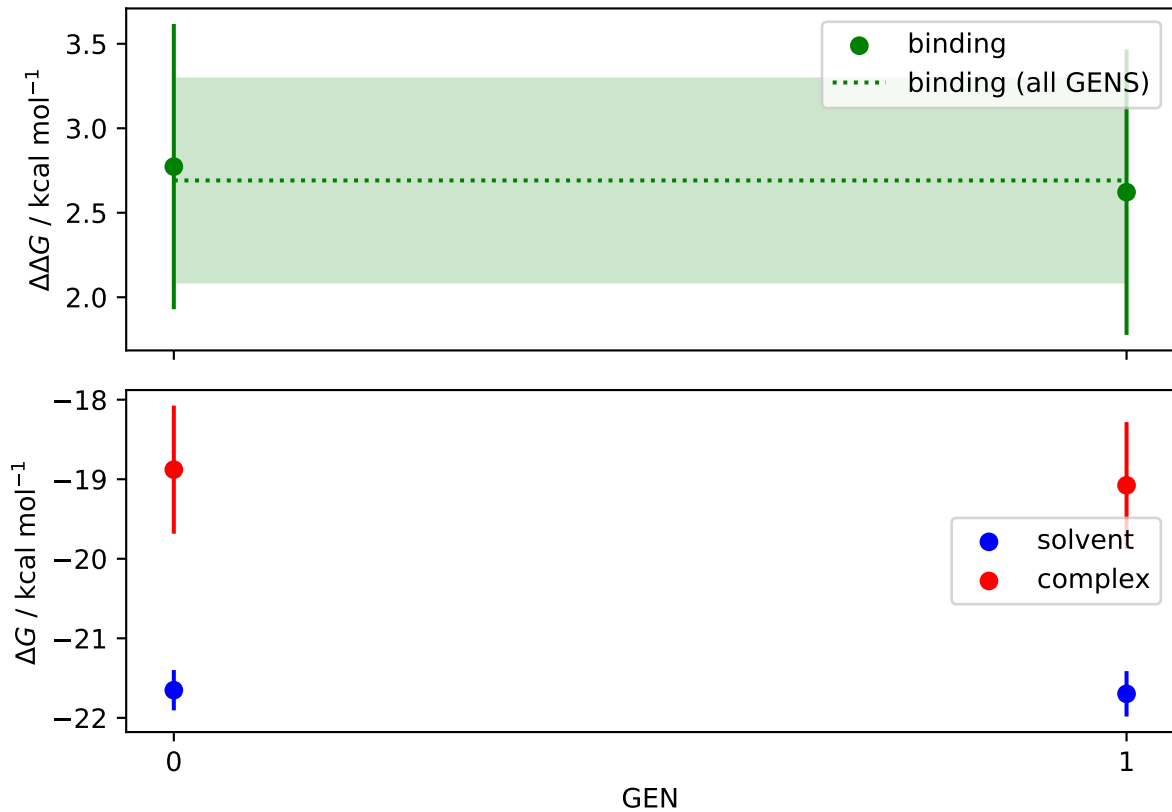 3.5
3.0
2.5
2.0
ΔΔG / kcal mol⁻¹
binding
binding (all GENS)
−18
−19
−20
−21
−22
ΔG / kcal mol⁻¹
solvent
complex
0
1
GEN